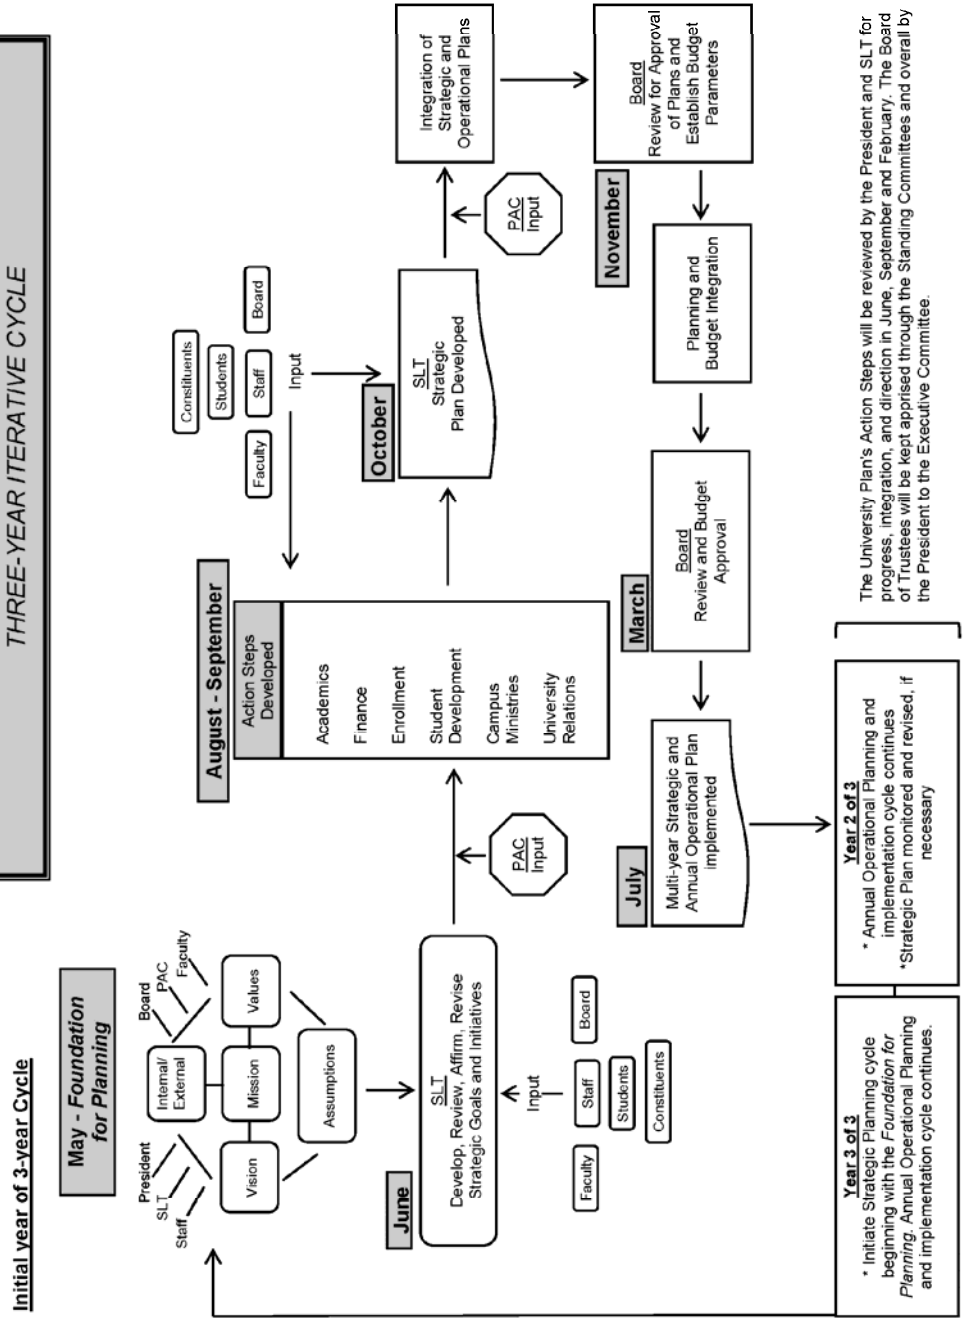 THREE-YEAR ITERATIVE CYCLE
Initial year of 3-year Cycle
May - Foundation
for Planning
President
SLT
Staff
Board
PAC
Faculty
Internal/
External
Vision
Mission
Values
Assumptions
June
SLT
Develop, Review, Affirm, Revise
Strategic Goals and Initiatives
Input
Faculty
Staff
Board
Students
Constituents
PAC
Input
August - September
Action Steps
Developed
Academics
Finance
Enrollment
Student
Development
Campus
Ministries
University
Relations
Constituents
Students
Faculty
Staff
Board
Input
October
SLT
Strategic
Plan Developed
PAC
Input
Integration of
Strategic and
Operational Plans
November
Board
Review for Approval
of Plans and
Establish Budget
Parameters
Planning and
Budget Integration
March
Board
Review and Budget
Approval
July
Multi-year Strategic and
Annual Operational Plan
implemented
Year 2 of 3
* Annual Operational Planning and
implementation cycle continues
*Strategic Plan monitored and revised, if
necessary
Year 3 of 3
* Initiate Strategic Planning cycle
beginning with the Foundation for
Planning. Annual Operational Planning
and implementation cycle continues.
The University Plan's Action Steps will be reviewed by the President and SLT for
progress, integration, and direction in June, September and February. The Board
of Trustees will be kept apprised through the Standing Committees and overall by
the President to the Executive Committee.